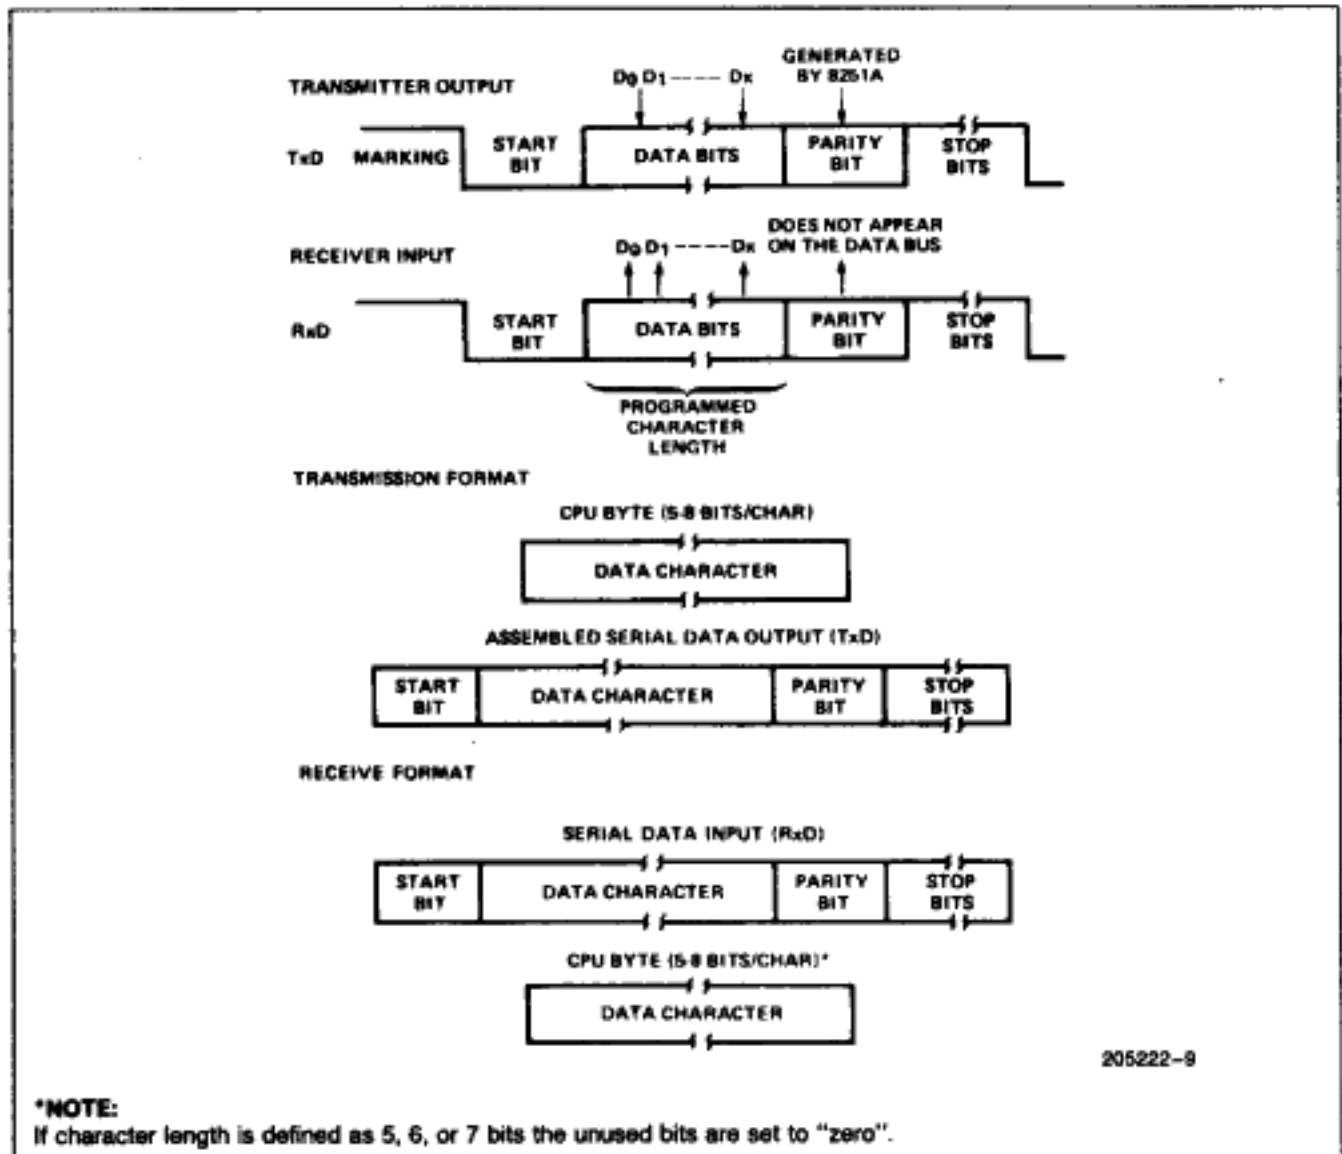 GENERATED
BY 8251A
TRANSMITTER OUTPUT
D0 D1 ---- Dx
TxD MARKING
START
BIT
DATA BITS
PARITY
BIT
STOP
BITS
RECEIVER INPUT
D0 D1 ---- Dx
DOES NOT APPEAR
ON THE DATA BUS
RxD
START
BIT
DATA BITS
PARITY
BIT
STOP
BITS
PROGRAMMED
CHARACTER
LENGTH
TRANSMISSION FORMAT
CPU BYTE (5-8 BITS/CHAR)
DATA CHARACTER
ASSEMBLED SERIAL DATA OUTPUT (TxD)
START
BIT
DATA CHARACTER
PARITY
BIT
STOP
BITS
RECEIVE FORMAT
SERIAL DATA INPUT (RxD)
START
BIT
DATA CHARACTER
PARITY
BIT
STOP
BITS
CPU BYTE (5-8 BITS/CHAR)*
DATA CHARACTER
205222-9
*NOTE:
If character length is defined as 5, 6, or 7 bits the unused bits are set to "zero".